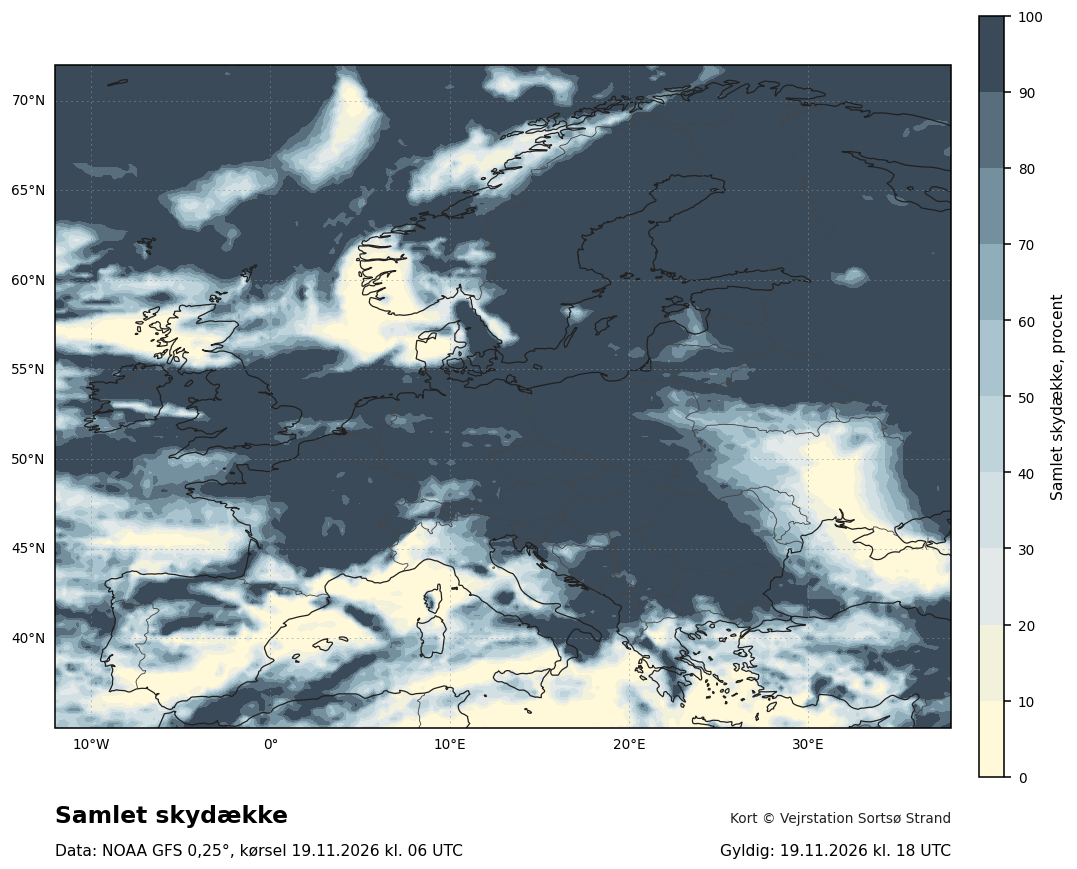 100
90
80
70
60
50
40
30
20
10
0
Samlet skydække, procent
70°N
65°N
60°N
55°N
50°N
45°N
40°N
10°W
0°
10°E
20°E
30°E
Samlet skydække
Kort © Vejrstation Sortsø Strand
Data: NOAA GFS 0,25°, kørsel 19.11.2026 kl. 06 UTC
Gyldig: 19.11.2026 kl. 18 UTC